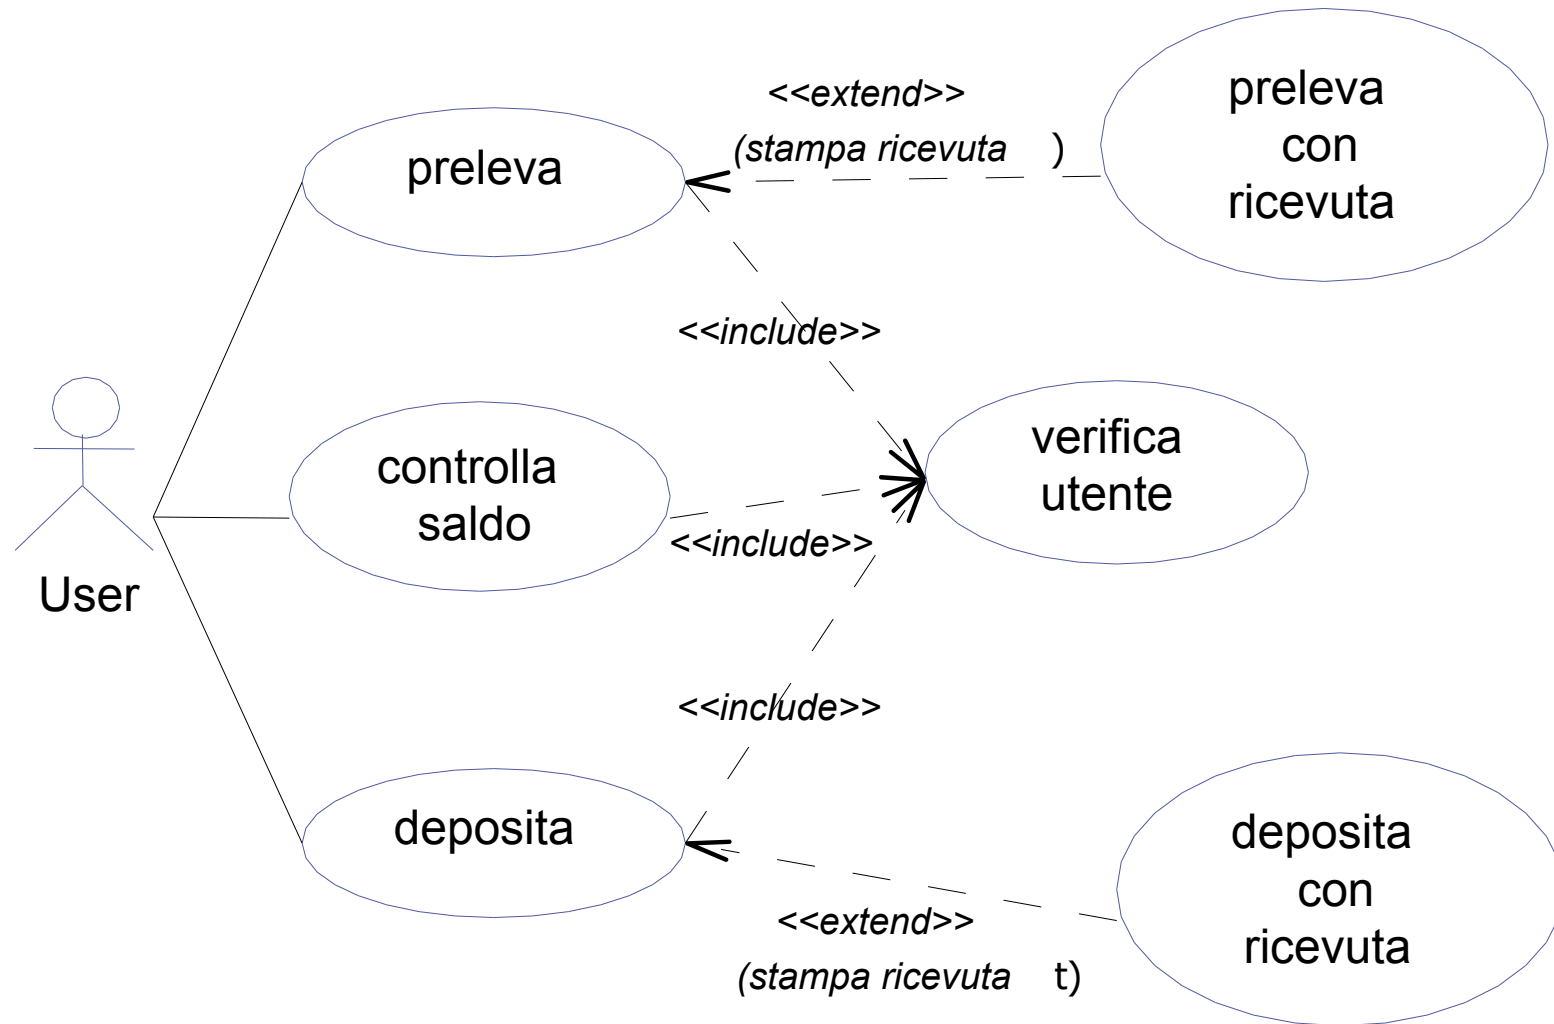 <<extend>>
(stampa ricevuta )
preleva
preleva
con
ricevuta
<<include>>
controlla
saldo
verifica
utente
<<include>>
User
<<include>>
deposita
deposita
con
ricevuta
<<extend>>
(stampa ricevuta t)